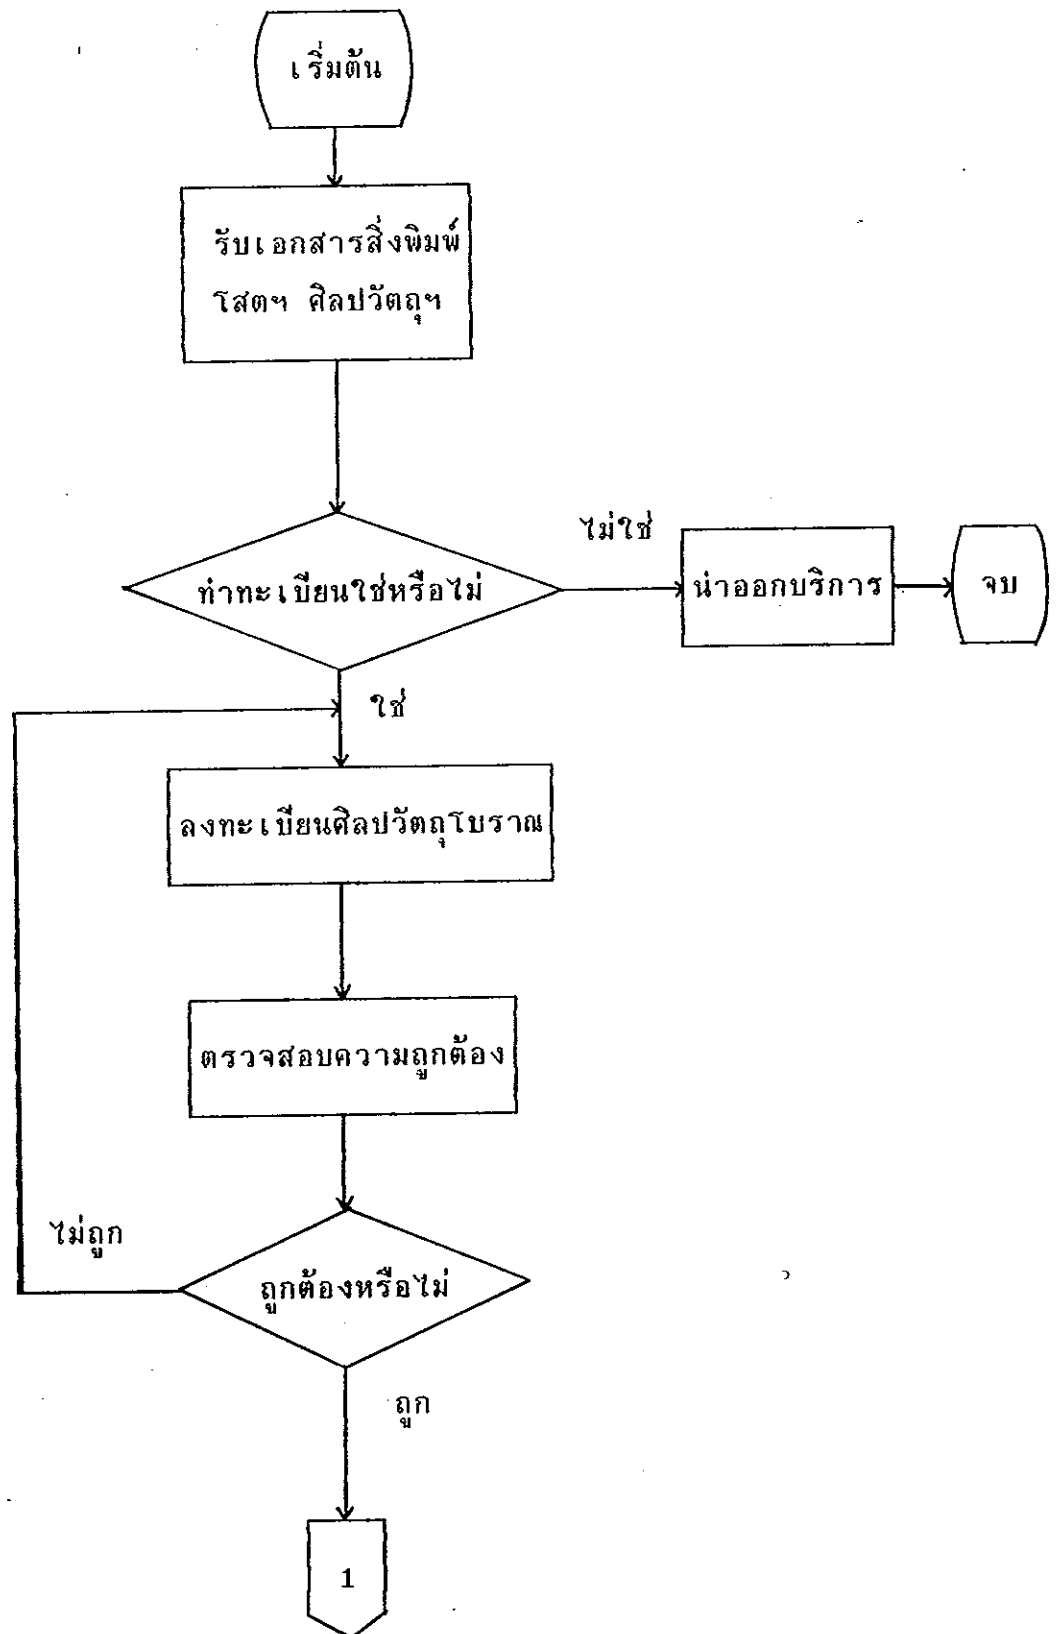 เริ่มต้น
รับเอกสารสิ่งพิมพ์
โสตฯ ศิลปวัตถุฯ
ไม่ใช่
ทำทะเบียนใช่หรือไม่
นำออกบริการ
จบ
ใช่
ลงทะเบียนศิลปวัตถุโบราณ
ตรวจสอบความถูกต้อง
ไม่ถูก
ถูกต้องหรือไม่
ถูก
1